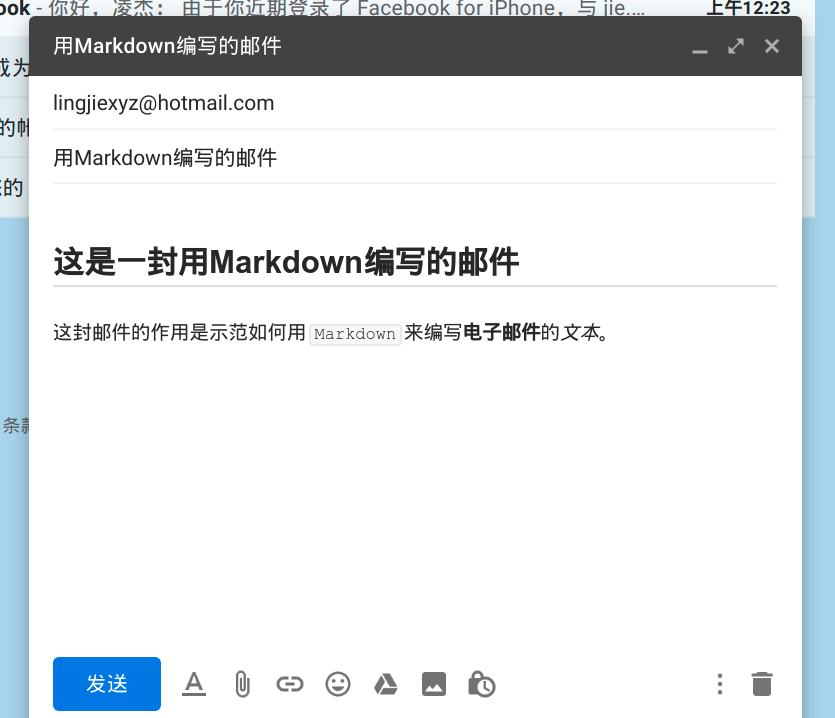 ook - 你好，凌杰： 由于你近期登录了 Facebook for iPhone，与 jie.... 上午12:23
成为
的帐
的
条款
用Markdown编写的邮件
lingjiexyz@hotmail.com
用Markdown编写的邮件
这是一封用Markdown编写的邮件
这封邮件的作用是示范如何用 Markdown 来编写电子邮件的文本。
发送